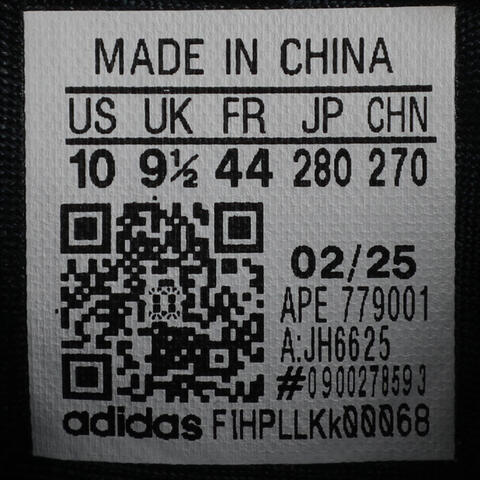 MADE IN CHINA
US UK FR JP CHN
10 9½ 44 280 270
02/25
APE 779001
A:JH6625
#0900278593
adidas F1HPLLKk00068